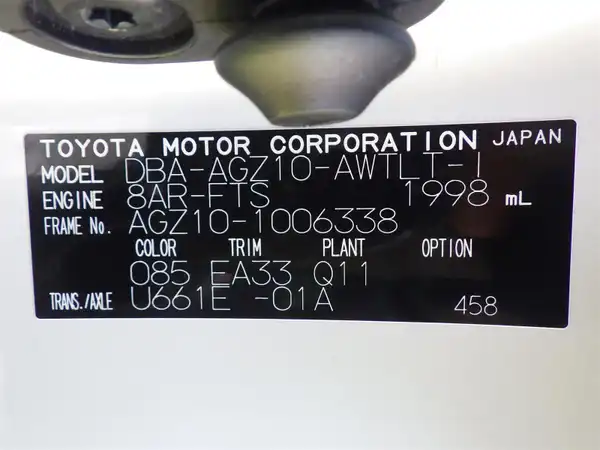 TOYOTA MOTOR CORPORATION JAPAN
MODEL DBA-AGZ10-AWTLT-I
ENGINE 8AR-FTS 1998 mL
FRAME No. AGZ10-1006338
COLOR TRIM PLANT OPTION
085 EA33 Q11
TRANS./AXLE U661E -01A 458